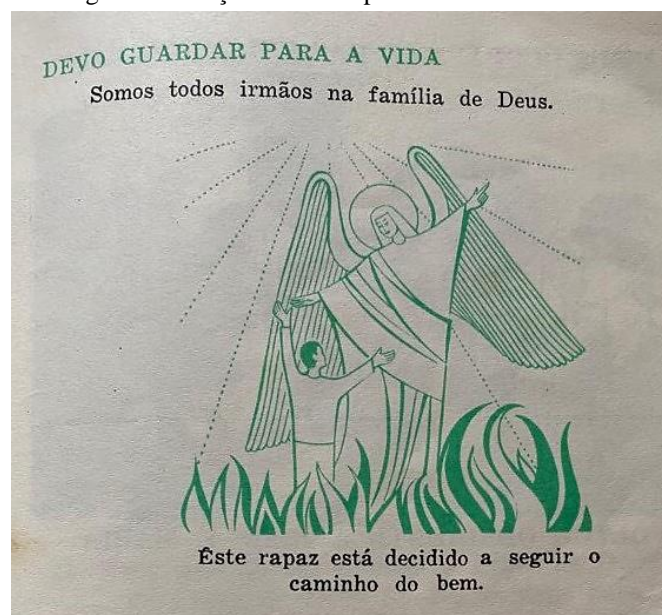 DEVO GUARDAR PARA A VIDA
Somos todos irmãos na família de Deus.
Êste rapaz está decidido a seguir o
caminho do bem.